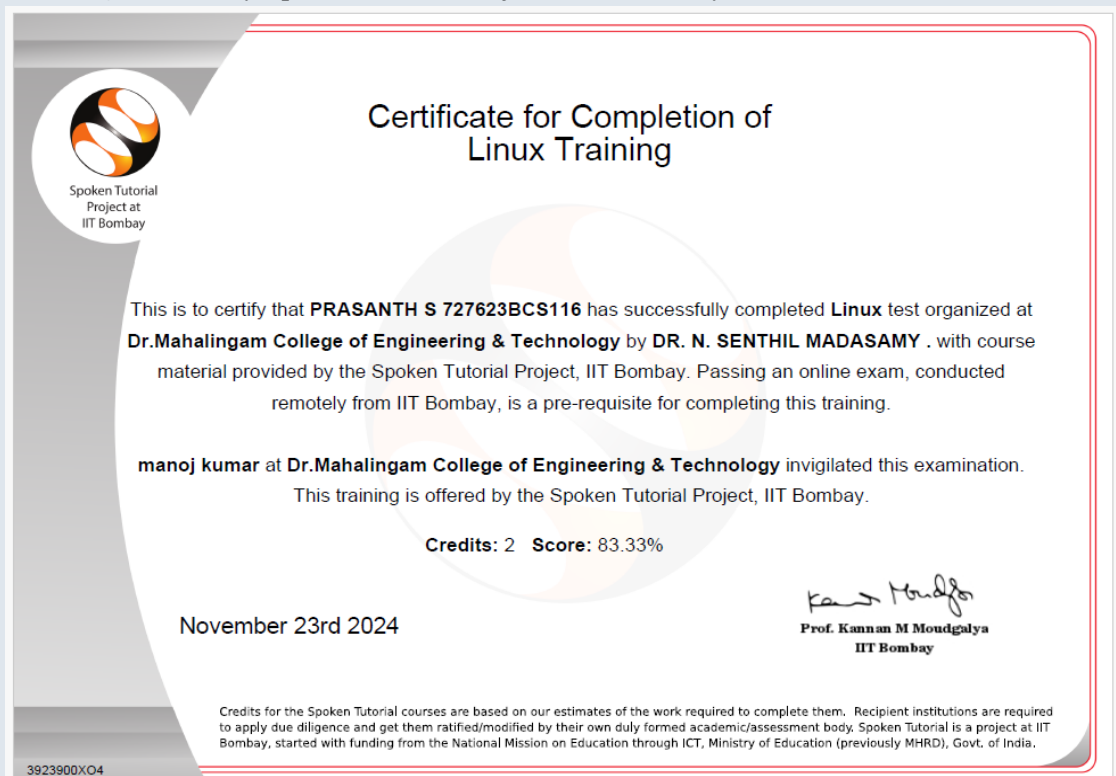 Certificate for Completion of
Linux Training
Spoken Tutorial
Project at
IIT Bombay
This is to certify that PRASANTH S 727623BCS116 has successfully completed Linux test organized at
Dr.Mahalingam College of Engineering & Technology by DR. N. SENTHIL MADASAMY . with course
material provided by the Spoken Tutorial Project, IIT Bombay. Passing an online exam, conducted
remotely from IIT Bombay, is a pre-requisite for completing this training.
manoj kumar at Dr.Mahalingam College of Engineering & Technology invigilated this examination.
This training is offered by the Spoken Tutorial Project, IIT Bombay.
Credits: 2 Score: 83.33%
November 23rd 2024
Prof. Kannan M Moudgalya
IIT Bombay
Credits for the Spoken Tutorial courses are based on our estimates of the work required to complete them. Recipient institutions are required
to apply due diligence and get them ratified/modified by their own duly formed academic/assessment body. Spoken Tutorial is a project at IIT
Bombay, started with funding from the National Mission on Education through ICT, Ministry of Education (previously MHRD), Govt. of India.
3923900XO4